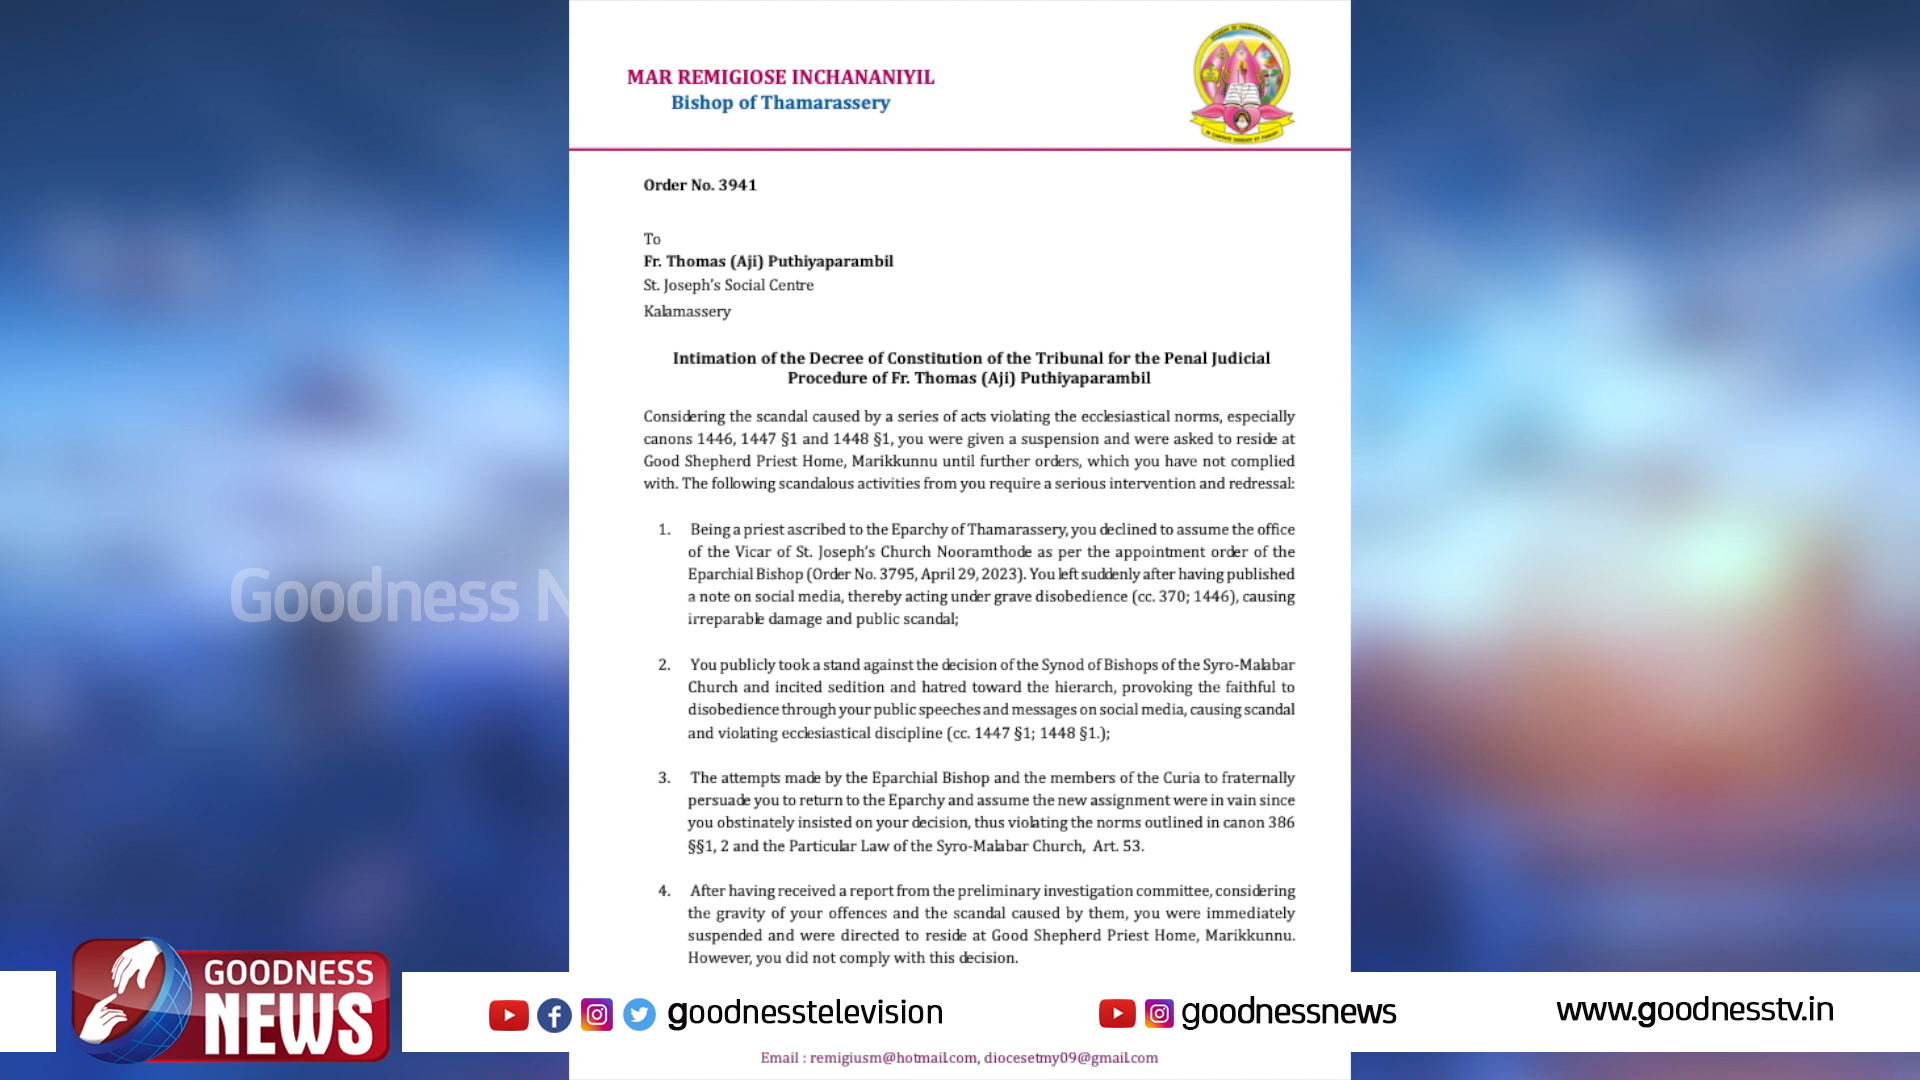 MAR REMIGIOSE INCHANANIYIL
Bishop of Thamarassery
Order No. 3941
To
Fr. Thomas (Aji) Puthiyaparambil
St. Joseph's Social Centre
Kalamassery
Intimation of the Decree of Constitution of the Tribunal for the Penal Judicial
Procedure of Fr. Thomas (Aji) Puthiyaparambil
Considering the scandal caused by a series of acts violating the ecclesiastical norms, especially
canons 1446, 1447 §1 and 1448 §1, you were given a suspension and were asked to reside at
Good Shepherd Priest Home, Marikkunnu until further orders, which you have not complied
with. The following scandalous activities from you require a serious intervention and redressal:
1. Being a priest ascribed to the Eparchy of Thamarassery, you declined to assume the office
of the Vicar of St. Joseph's Church Nooramthode as per the appointment order of the
Eparchial Bishop (Order No. 3795, April 29, 2023). You left suddenly after having published
a note on social media, thereby acting under grave disobedience (cc. 370; 1446), causing
irreparable damage and public scandal;
2. You publicly took a stand against the decision of the Synod of Bishops of the Syro-Malabar
Church and incited sedition and hatred toward the hierarch, provoking the faithful to
disobedience through your public speeches and messages on social media, causing scandal
and violating ecclesiastical discipline (cc. 1447 §1; 1448 §1.);
3. The attempts made by the Eparchial Bishop and the members of the Curia to fraternally
persuade you to return to the Eparchy and assume the new assignment were in vain since
you obstinately insisted on your decision, thus violating the norms outlined in canon 386
§§1, 2 and the Particular Law of the Syro-Malabar Church, Art. 53.
4. After having received a report from the preliminary investigation committee, considering
the gravity of your offences and the scandal caused by them, you were immediately
suspended and were directed to reside at Good Shepherd Priest Home, Marikkunnu.
However, you did not comply with this decision.
Goodness N
GOODNESS
NEWS
goodnesstelevision
goodnessnews
www.goodnesstv.in
Email : remigiusm@hotmail.com, diocesetmy09@gmail.com